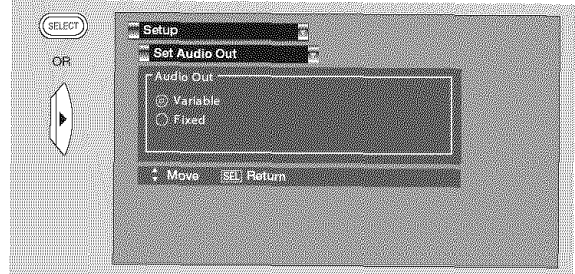 SELECT
OR
Setup
Set Audio Out
Audio Out
Variable
Fixed
Move SEL Return